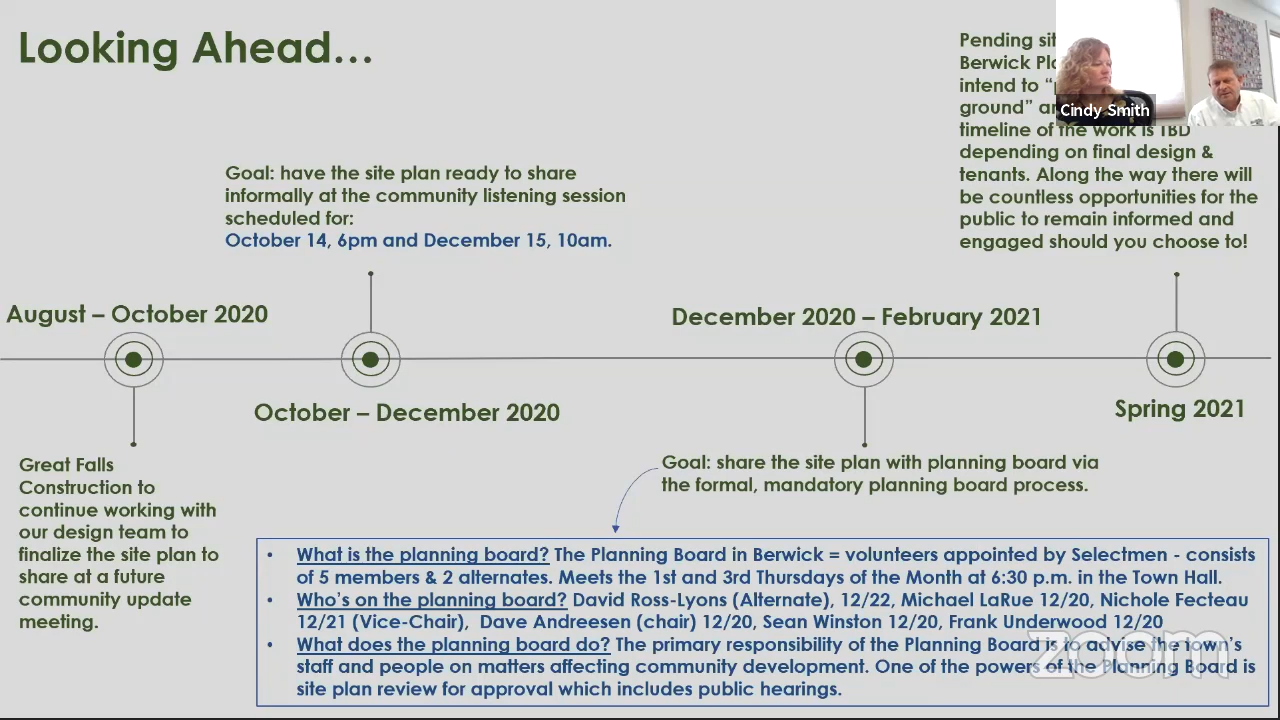 Looking Ahead…
Pending
Berwick
intend to
ground"
Cindy Smith
timeline of the work is TBD
depending on final design &
tenants. Along the way there will
be countless opportunities for the
public to remain informed and
engaged should you choose to!
Goal: have the site plan ready to share
informally at the community listening session
scheduled for:
October 14, 6pm and December 15, 10am.
August – October 2020
December 2020 – February 2021
October – December 2020
Spring 2021
Great Falls
Construction to
continue working with
our design team to
finalize the site plan to
share at a future
community update
meeting.
Goal: share the site plan with planning board via
the formal, mandatory planning board process.
• What is the planning board? The Planning Board in Berwick = volunteers appointed by Selectmen - consists
of 5 members & 2 alternates. Meets the 1st and 3rd Thursdays of the Month at 6:30 p.m. in the Town Hall.
• Who's on the planning board? David Ross-Lyons (Alternate), 12/22, Michael LaRue 12/20, Nichole Fecteau
12/21 (Vice-Chair), Dave Andreesen (chair) 12/20, Sean Winston 12/20, Frank Underwood 12/20
• What does the planning board do? The primary responsibility of the Planning Board is to advise the town's
staff and people on matters affecting community development. One of the powers of the Planning Board is
site plan review for approval which includes public hearings.
zoom